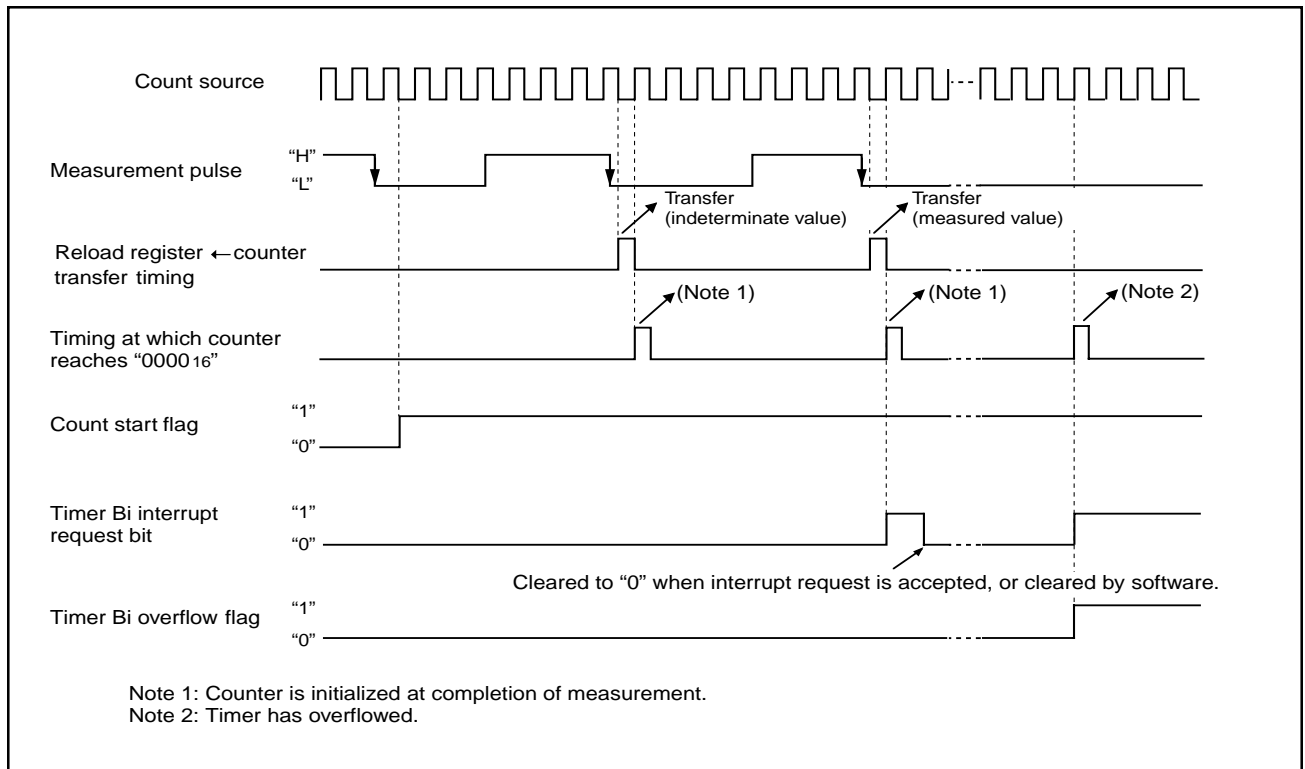 Count source
Measurement pulse
“H”
“L”
Transfer
(indeterminate value)
Transfer
(measured value)
Reload register ←counter
transfer timing
(Note 1)
(Note 1)
(Note 2)
Timing at which counter
reaches “000016”
Count start flag
“1”
“0”
Timer Bi interrupt
request bit
“1”
“0”
Cleared to “0” when interrupt request is accepted, or cleared by software.
Timer Bi overflow flag
“1”
“0”
Note 1: Counter is initialized at completion of measurement.
Note 2: Timer has overflowed.